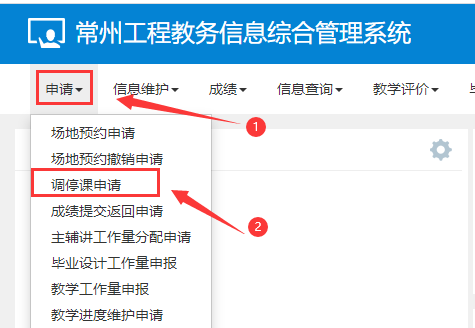 常州工程教务信息综合管理系统
申请 信息维护 成绩 信息查询 教学评价
1
场地预约申请
场地预约撤销申请
调停课申请
成绩提交返回申请
2
主辅讲工作量分配申请
毕业设计工作量申报
教学工作量申报
教学进度维护申请